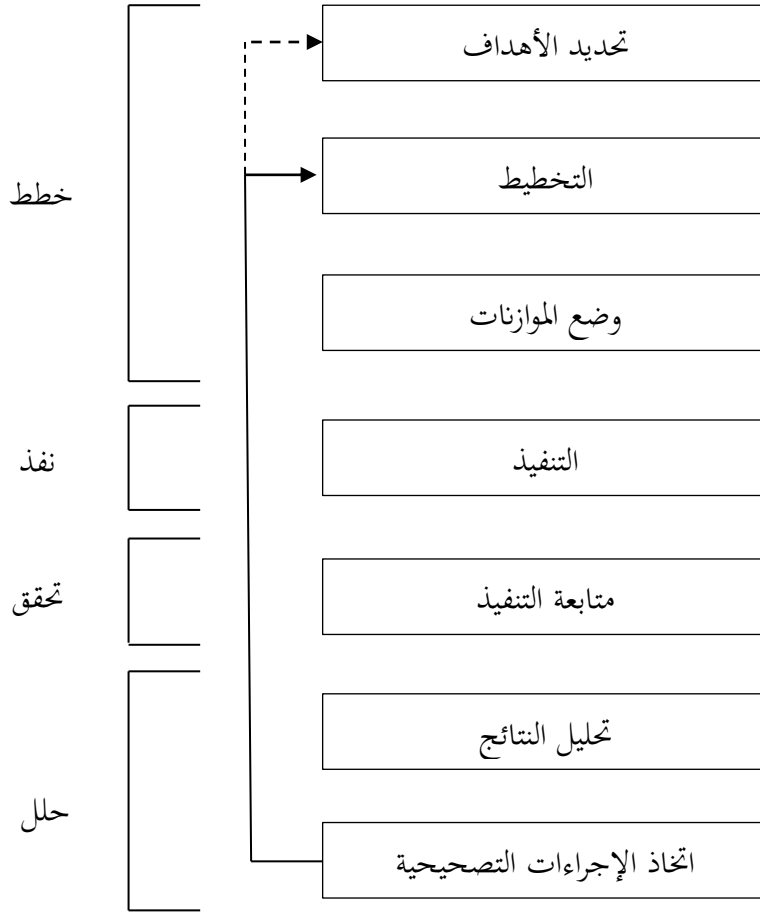 تحديد الأهداف
التخطيط
خطط
وضع الموازنات
التنفيذ
نفذ
متابعة التنفيذ
تحقق
تحليل النتائج
حلل
اتخاذ الإجراءات التصحيحية